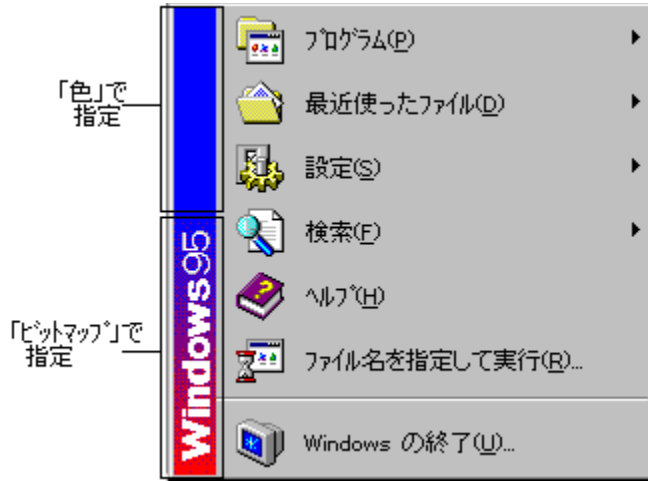 「色」で
指定
「ﾋﾞｯﾄﾏｯﾌﾟ」で
指定
Windows95
ﾌﾟﾛｸﾞﾗﾑ(P)
最近使ったﾌｧｲﾙ(D)
設定(S)
検索(F)
ﾍﾙﾌﾟ(H)
ﾌｧｲﾙ名を指定して実行(R)...
Windows の終了(U)...